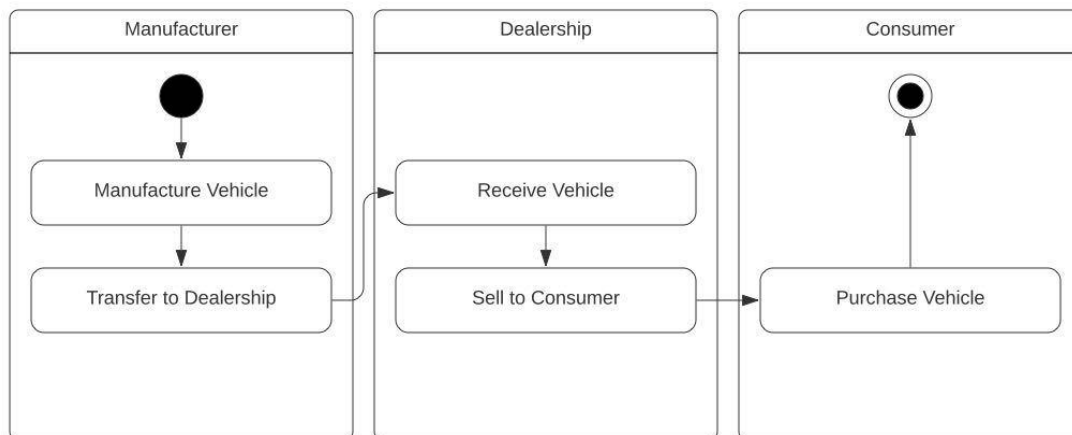 Manufacturer
Dealership
Consumer
Manufacture Vehicle
Transfer to Dealership
Receive Vehicle
Sell to Consumer
Purchase Vehicle